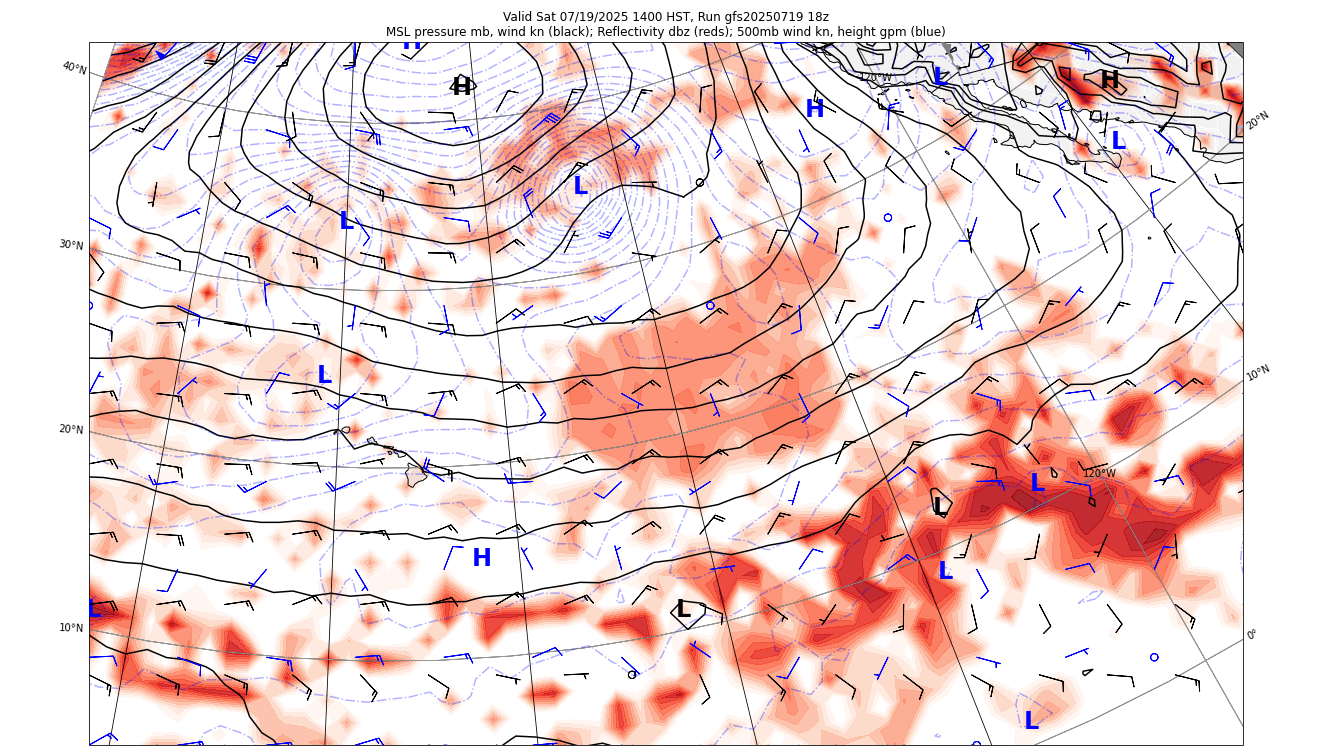 Valid Sat 07/19/2025 1400 HST, Run gfs20250719 18z
MSL pressure mb, wind kn (black); Reflectivity dbz (reds); 500mb wind kn, height gpm (blue)
H
40°N
120°W
L
H
H
H
20°N
L
L
L
30°N
10°N
L
20°N
120°W
L
L
H
L
L
L
10°N
0°
L